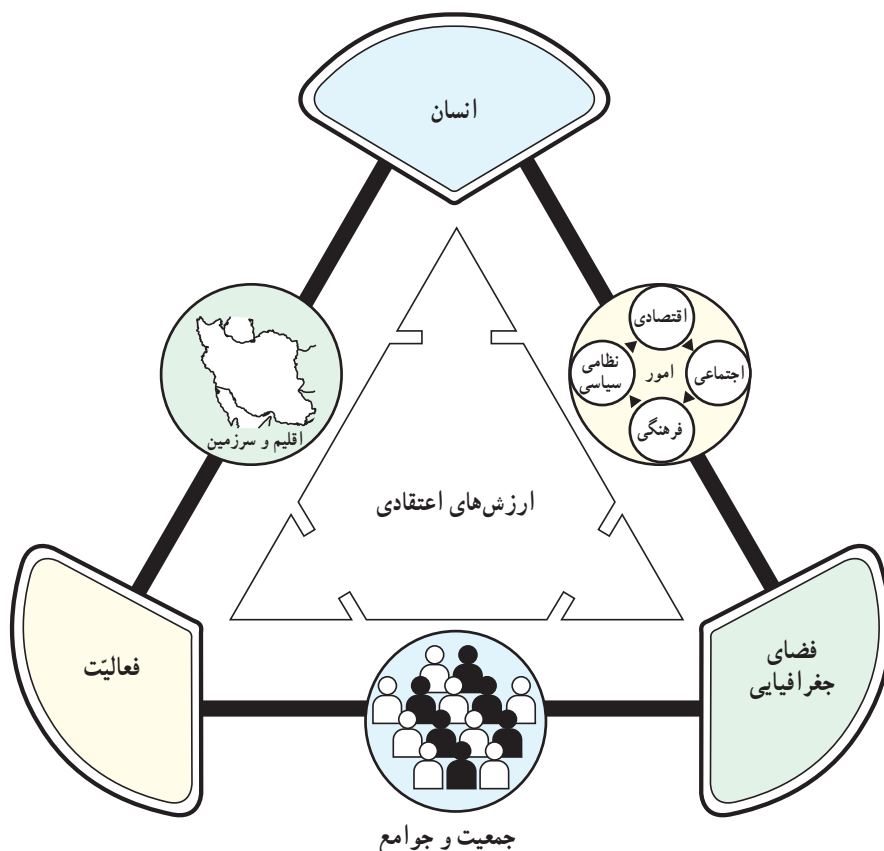 انسان
اقتصادی
نظامی
سیاسی
امور
اجتماعی
فرهنگی
اقلیم و سرزمین
ارزش‌های اعتقادی
فضای
جغرافیایی
فعالیّت
جمعیت و جوامع